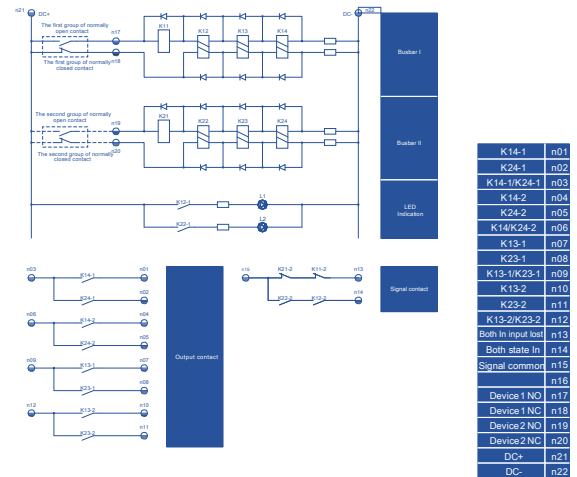 n21
DC+
DC-
n22
The first group of normally
open contact
n17
K11
K12
K13
K14
n18
The first group of normally
closed contact
Busbar I
The second group of normally
open contact
n19
K21
K22
K23
K24
n20
The second group of normally
closed contact
Busbar II
K12-1
L1
K22-1
L2
LED
Indication
n03
K14-1
n01
K24-1
n02
n06
K14-2
n04
K24-2
n05
n09
K13-1
n07
K23-1
n08
n12
K13-2
n10
K23-2
n11
Output contact
n15
K21-2
K11-2
n13
K22-2
K12-2
n14
Signal contact
K14-1 n01
K24-1 n02
K14-1/K24-1 n03
K14-2 n04
K24-2 n05
K14/K24-2 n06
K13-1 n07
K23-1 n08
K13-1/K23-1 n09
K13-2 n10
K23-2 n11
K13-2/K23-2 n12
Both In input lost n13
Both state In n14
Signal common n15
n16
Device 1 NO n17
Device 1 NC n18
Device 2 NO n19
Device 2 NC n20
DC+ n21
DC- n22